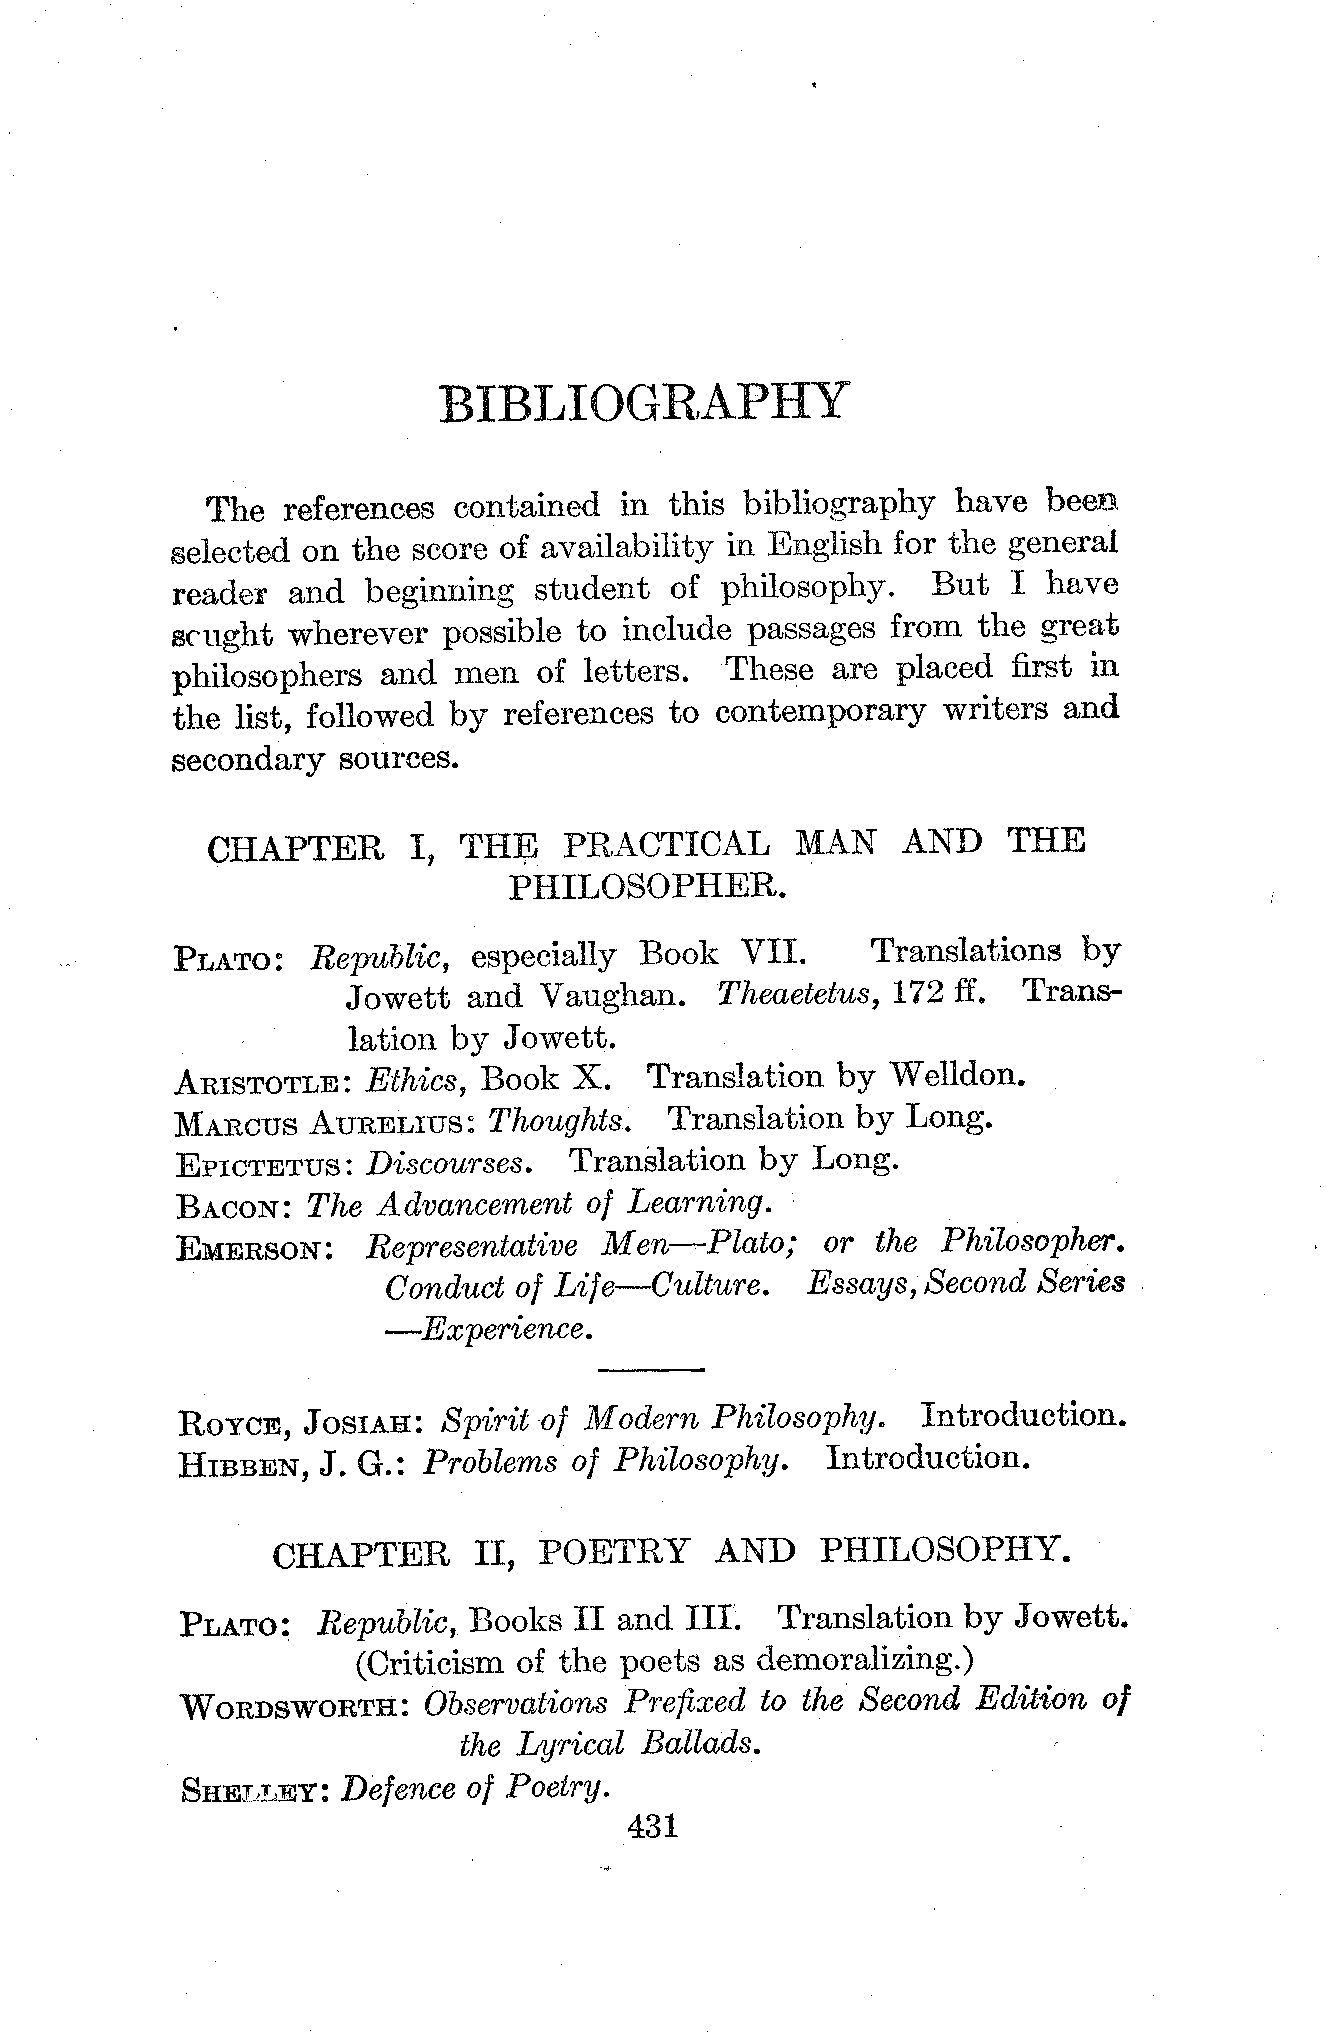 BIBLIOGRAPHY
The references contained in this bibliography have been
selected on the score of availability in English for the general
reader and beginning student of philosophy. But I have
sought wherever possible to include passages from the great
philosophers and men of letters. These are placed first in
the list, followed by references to contemporary writers and
secondary sources.
CHAPTER I, THE PRACTICAL MAN AND THE
PHILOSOPHER.
PLATO: Republic, especially Book VII. Translations by
Jowett and Vaughan. Theaetetus, 172 ff. Trans-
lation by Jowett.
ARISTOTLE: Ethics, Book X. Translation by Welldon.
MARCUS AURELIUS: Thoughts. Translation by Long.
EPICTETUS: Discourses. Translation by Long.
BACON: The Advancement of Learning.
EMERSON: Representative Men—Plato; or the Philosopher.
Conduct of Life—Culture. Essays, Second Series
—Experience.
ROYCE, JOSIAH: Spirit of Modern Philosophy. Introduction.
HIBBEN, J. G.: Problems of Philosophy. Introduction.
CHAPTER II, POETRY AND PHILOSOPHY.
PLATO: Republic, Books II and III. Translation by Jowett.
(Criticism of the poets as demoralizing.)
WORDSWORTH: Observations Prefixed to the Second Edition of
the Lyrical Ballads.
SHELLEY: Defence of Poetry.
431